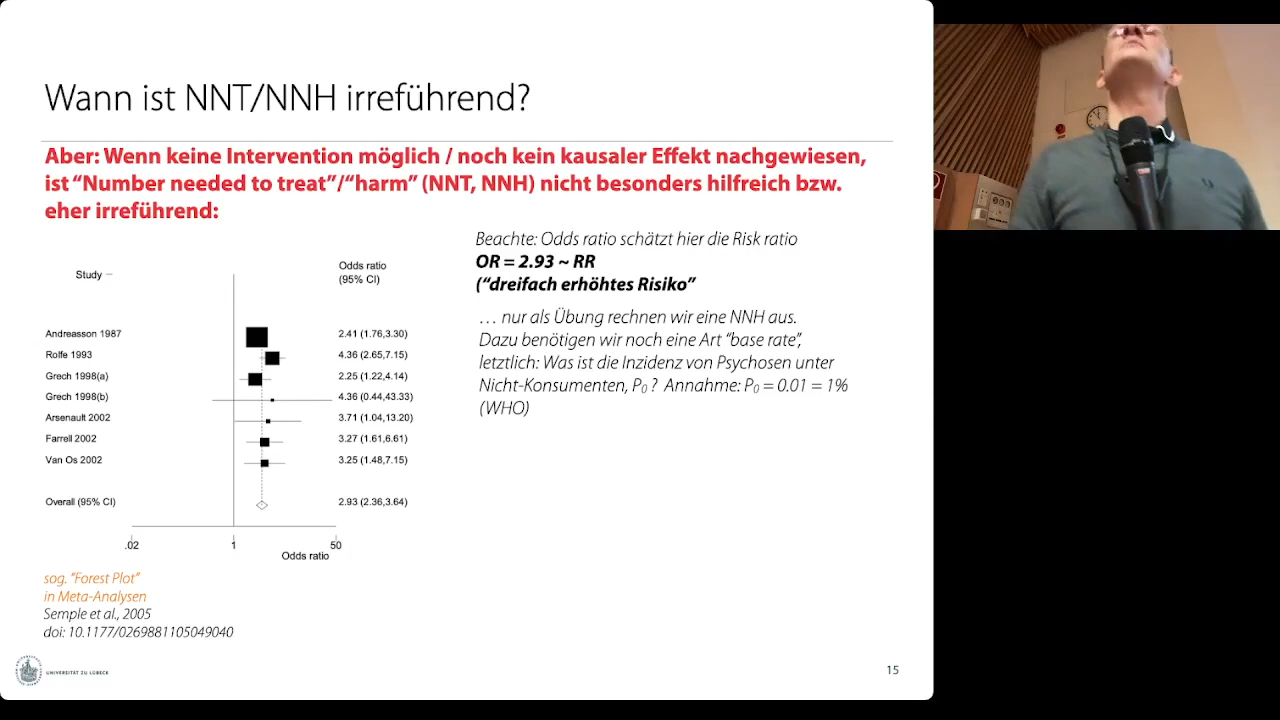 Wann ist NNT/NNH irreführend?
Aber: Wenn keine Intervention möglich / noch kein kausaler Effekt nachgewiesen,
ist “Number needed to treat”/“harm” (NNT, NNH) nicht besonders hilfreich bzw.
eher irreführend:
Beachte: Odds ratio schätzt hier die Risk ratio
OR = 2.93 ~ RR
(“dreifach erhöhtes Risiko”
… nur als Übung rechnen wir eine NNH aus.
Dazu benötigen wir noch eine Art “base rate”,
letztlich: Was ist die Inzidenz von Psychosen unter
Nicht-Konsumenten, P0 ? Annahme: P0 = 0.01 = 1%
(WHO)
Study
Odds ratio
(95% CI)
Andreasson 1987 2.41 (1.76,3.30)
Rolfe 1993 4.36 (2.65,7.15)
Grech 1998(a) 2.25 (1.22,4.14)
Grech 1998(b) 4.36 (0.44,43.33)
Arsenault 2002 3.71 (1.04,13.20)
Farrell 2002 3.27 (1.61,6.61)
Van Os 2002 3.25 (1.48,7.15)
Overall (95% CI) 2.93 (2.36,3.64)
.02 1 50
Odds ratio
sog. “Forest Plot”
in Meta-Analysen
Semple et al., 2005
doi: 10.1177/0269881105049040
UNIVERSITÄT ZU LÜBECK
15